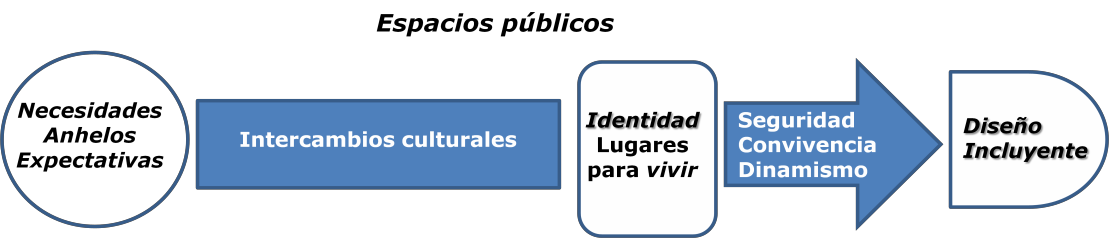 Espacios públicos
Necesidades
Anhelos
Expectativas
Intercambios culturales
Identidad
Lugares
para vivir
Seguridad
Convivencia
Dinamismo
Diseño
Incluyente